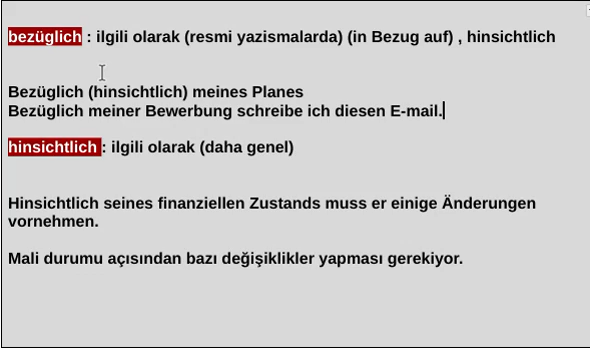 bezüglich : ilgili olarak (resmi yazismalarda) (in Bezug auf) , hinsichtlich
Bezüglich (hinsichtlich) meines Planes
Bezüglich meiner Bewerbung schreibe ich diesen E-mail.
hinsichtlich : ilgili olarak (daha genel)
Hinsichtlich seines finanziellen Zustands muss er einige Änderungen
vornehmen.
Mali durumu açısından bazı değişiklikler yapması gerekiyor.